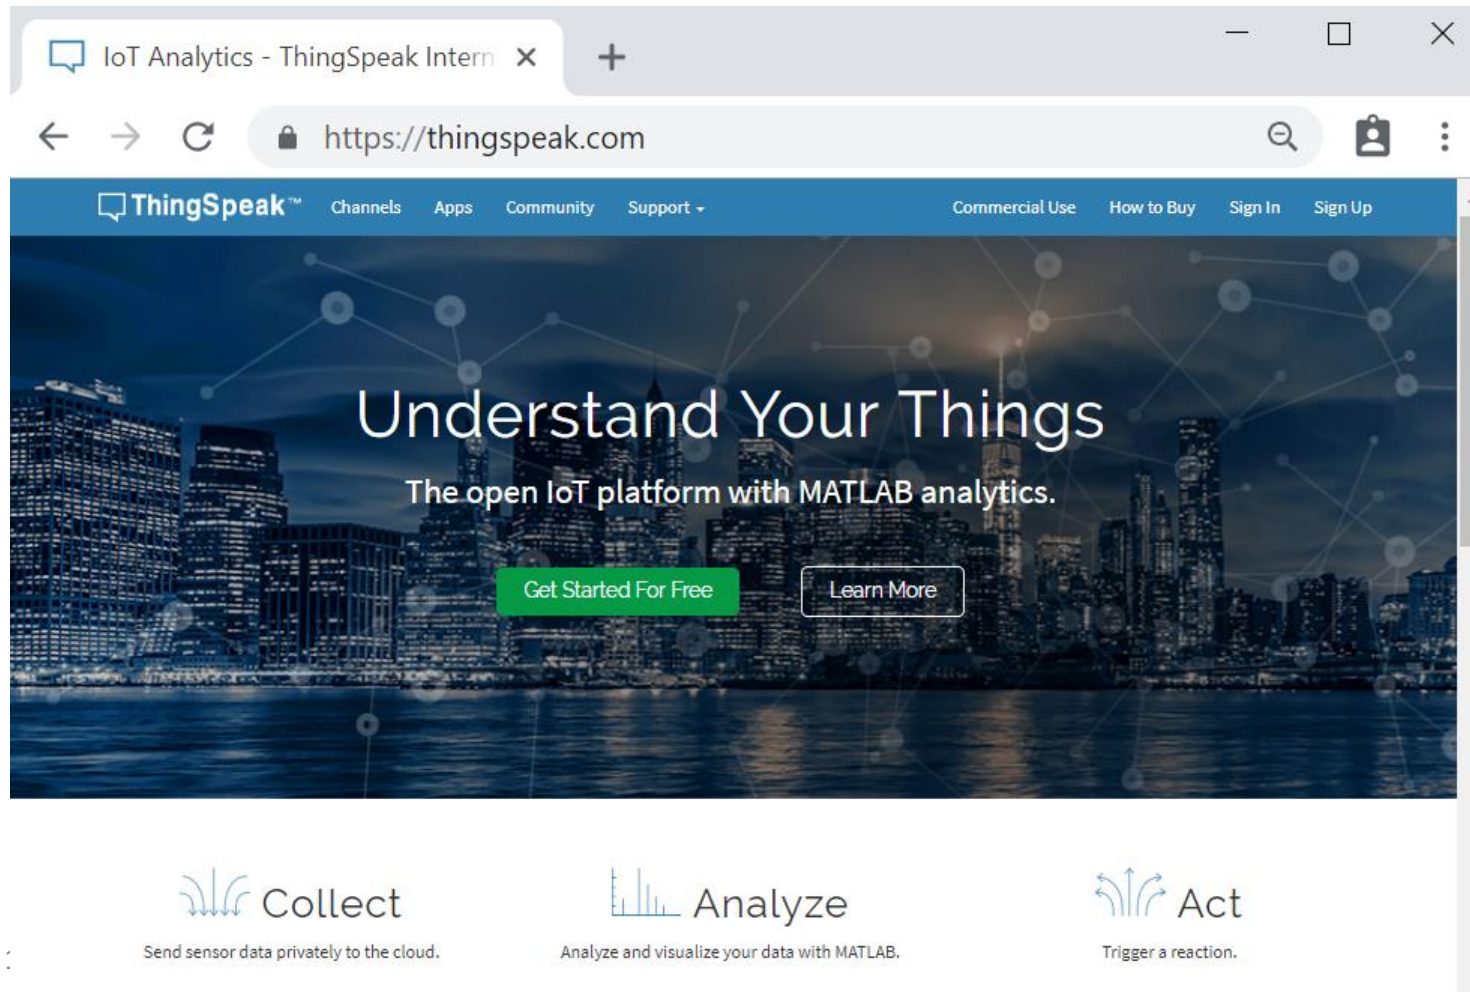 IoT Analytics - ThingSpeak Intern
https://thingspeak.com
ThingSpeak™ Channels Apps Community Support Commercial Use How to Buy Sign In Sign Up
Understand Your Things
The open IoT platform with MATLAB analytics.
Get Started For Free Learn More
Collect Analyze Act
Send sensor data privately to the cloud. Analyze and visualize your data with MATLAB. Trigger a reaction.